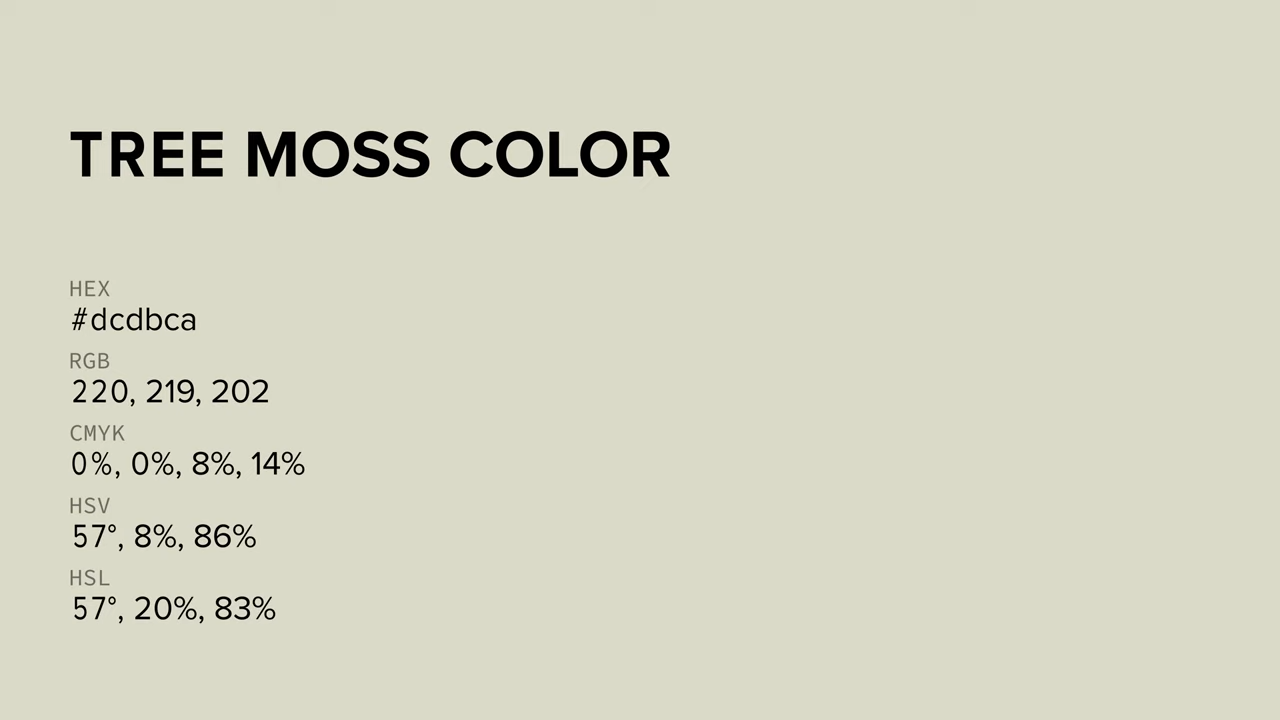 TREE MOSS COLOR
HEX
#dcdbca
RGB
220, 219, 202
CMYK
0%, 0%, 8%, 14%
HSV
57°, 8%, 86%
HSL
57°, 20%, 83%